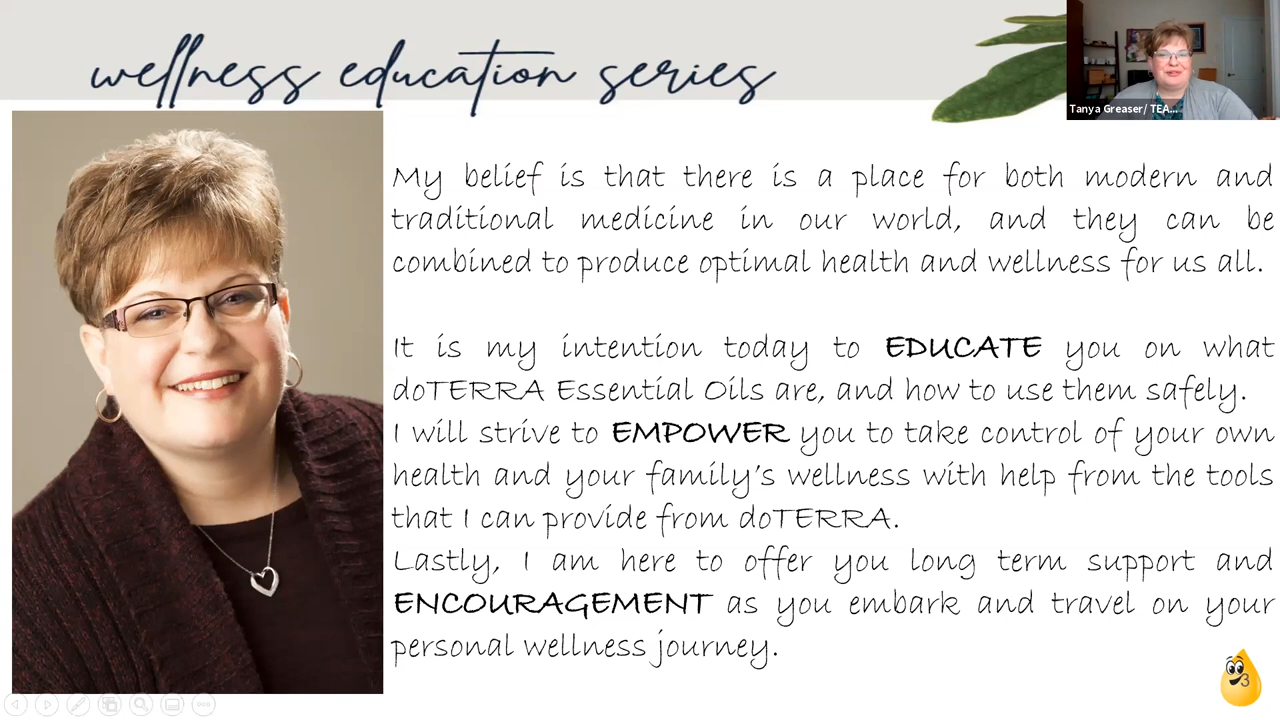 wellness education series
Tanya Greaser/ TEA...
My belief is that there is a place for both modern and
traditional medicine in our world, and they can be
combined to produce optimal health and wellness for us all.
It is my intention today to EDUCATE you on what
doTERRA Essential Oils are, and how to use them safely.
I will strive to EMPOWER you to take control of your own
health and your family's wellness with help from the tools
that I can provide from doTERRA.
Lastly, I am here to offer you long term support and
ENCOURAGEMENT as you embark and travel on your
personal wellness journey.
3